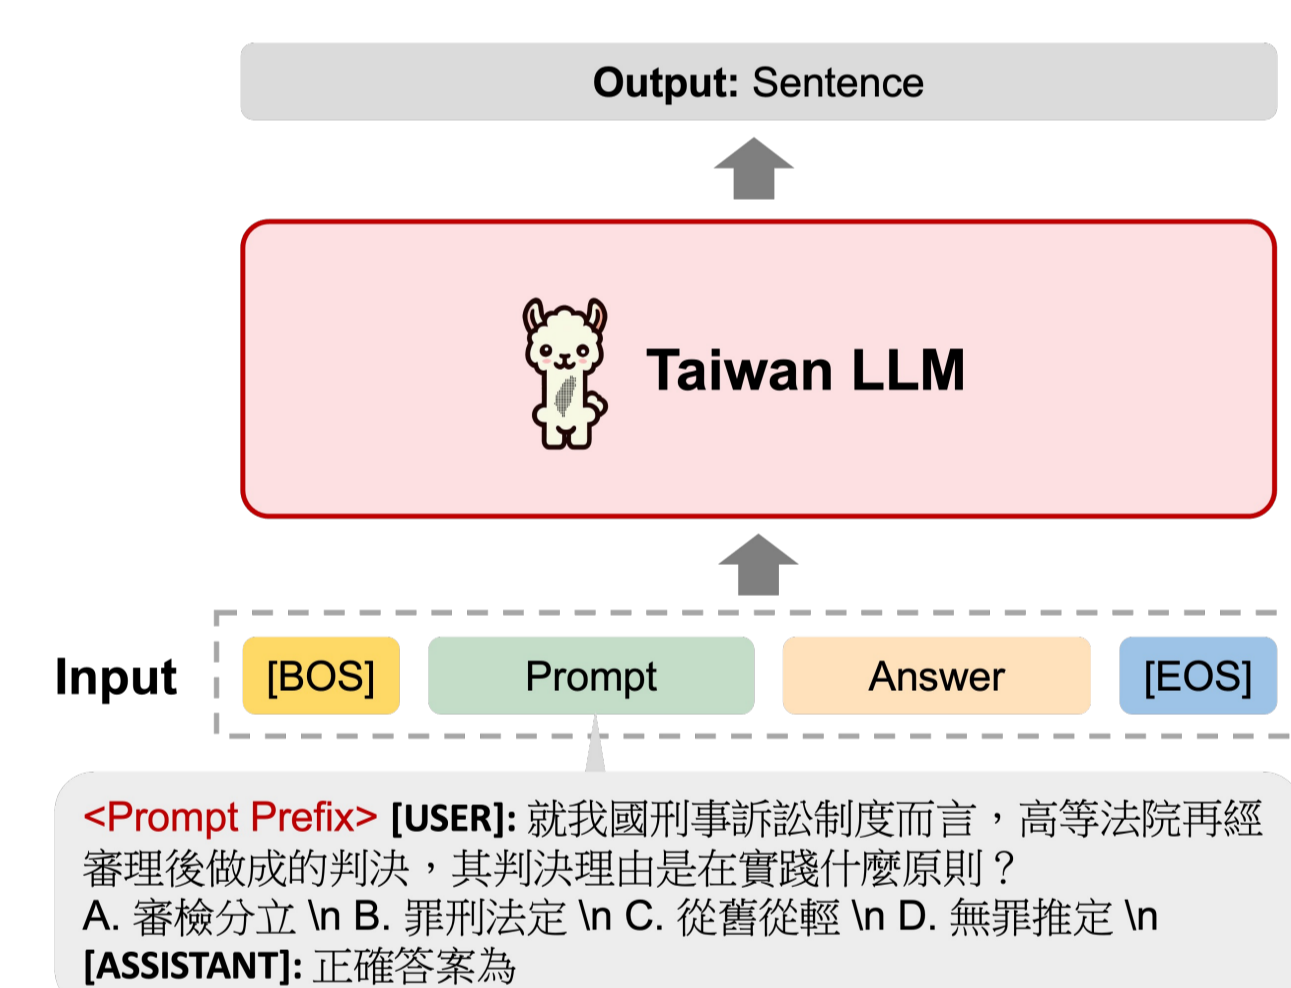 Output: Sentence
Taiwan LLM
Input
[BOS]
Prompt
Answer
[EOS]
<Prompt Prefix> [USER]: 就我國刑事訴訟制度而言，高等法院再經
審理後做成的判決，其判決理由是在實踐什麼原則？
A. 審檢分立 \n B. 罪刑法定 \n C. 從舊從輕 \n D. 無罪推定 \n
[ASSISTANT]: 正確答案為